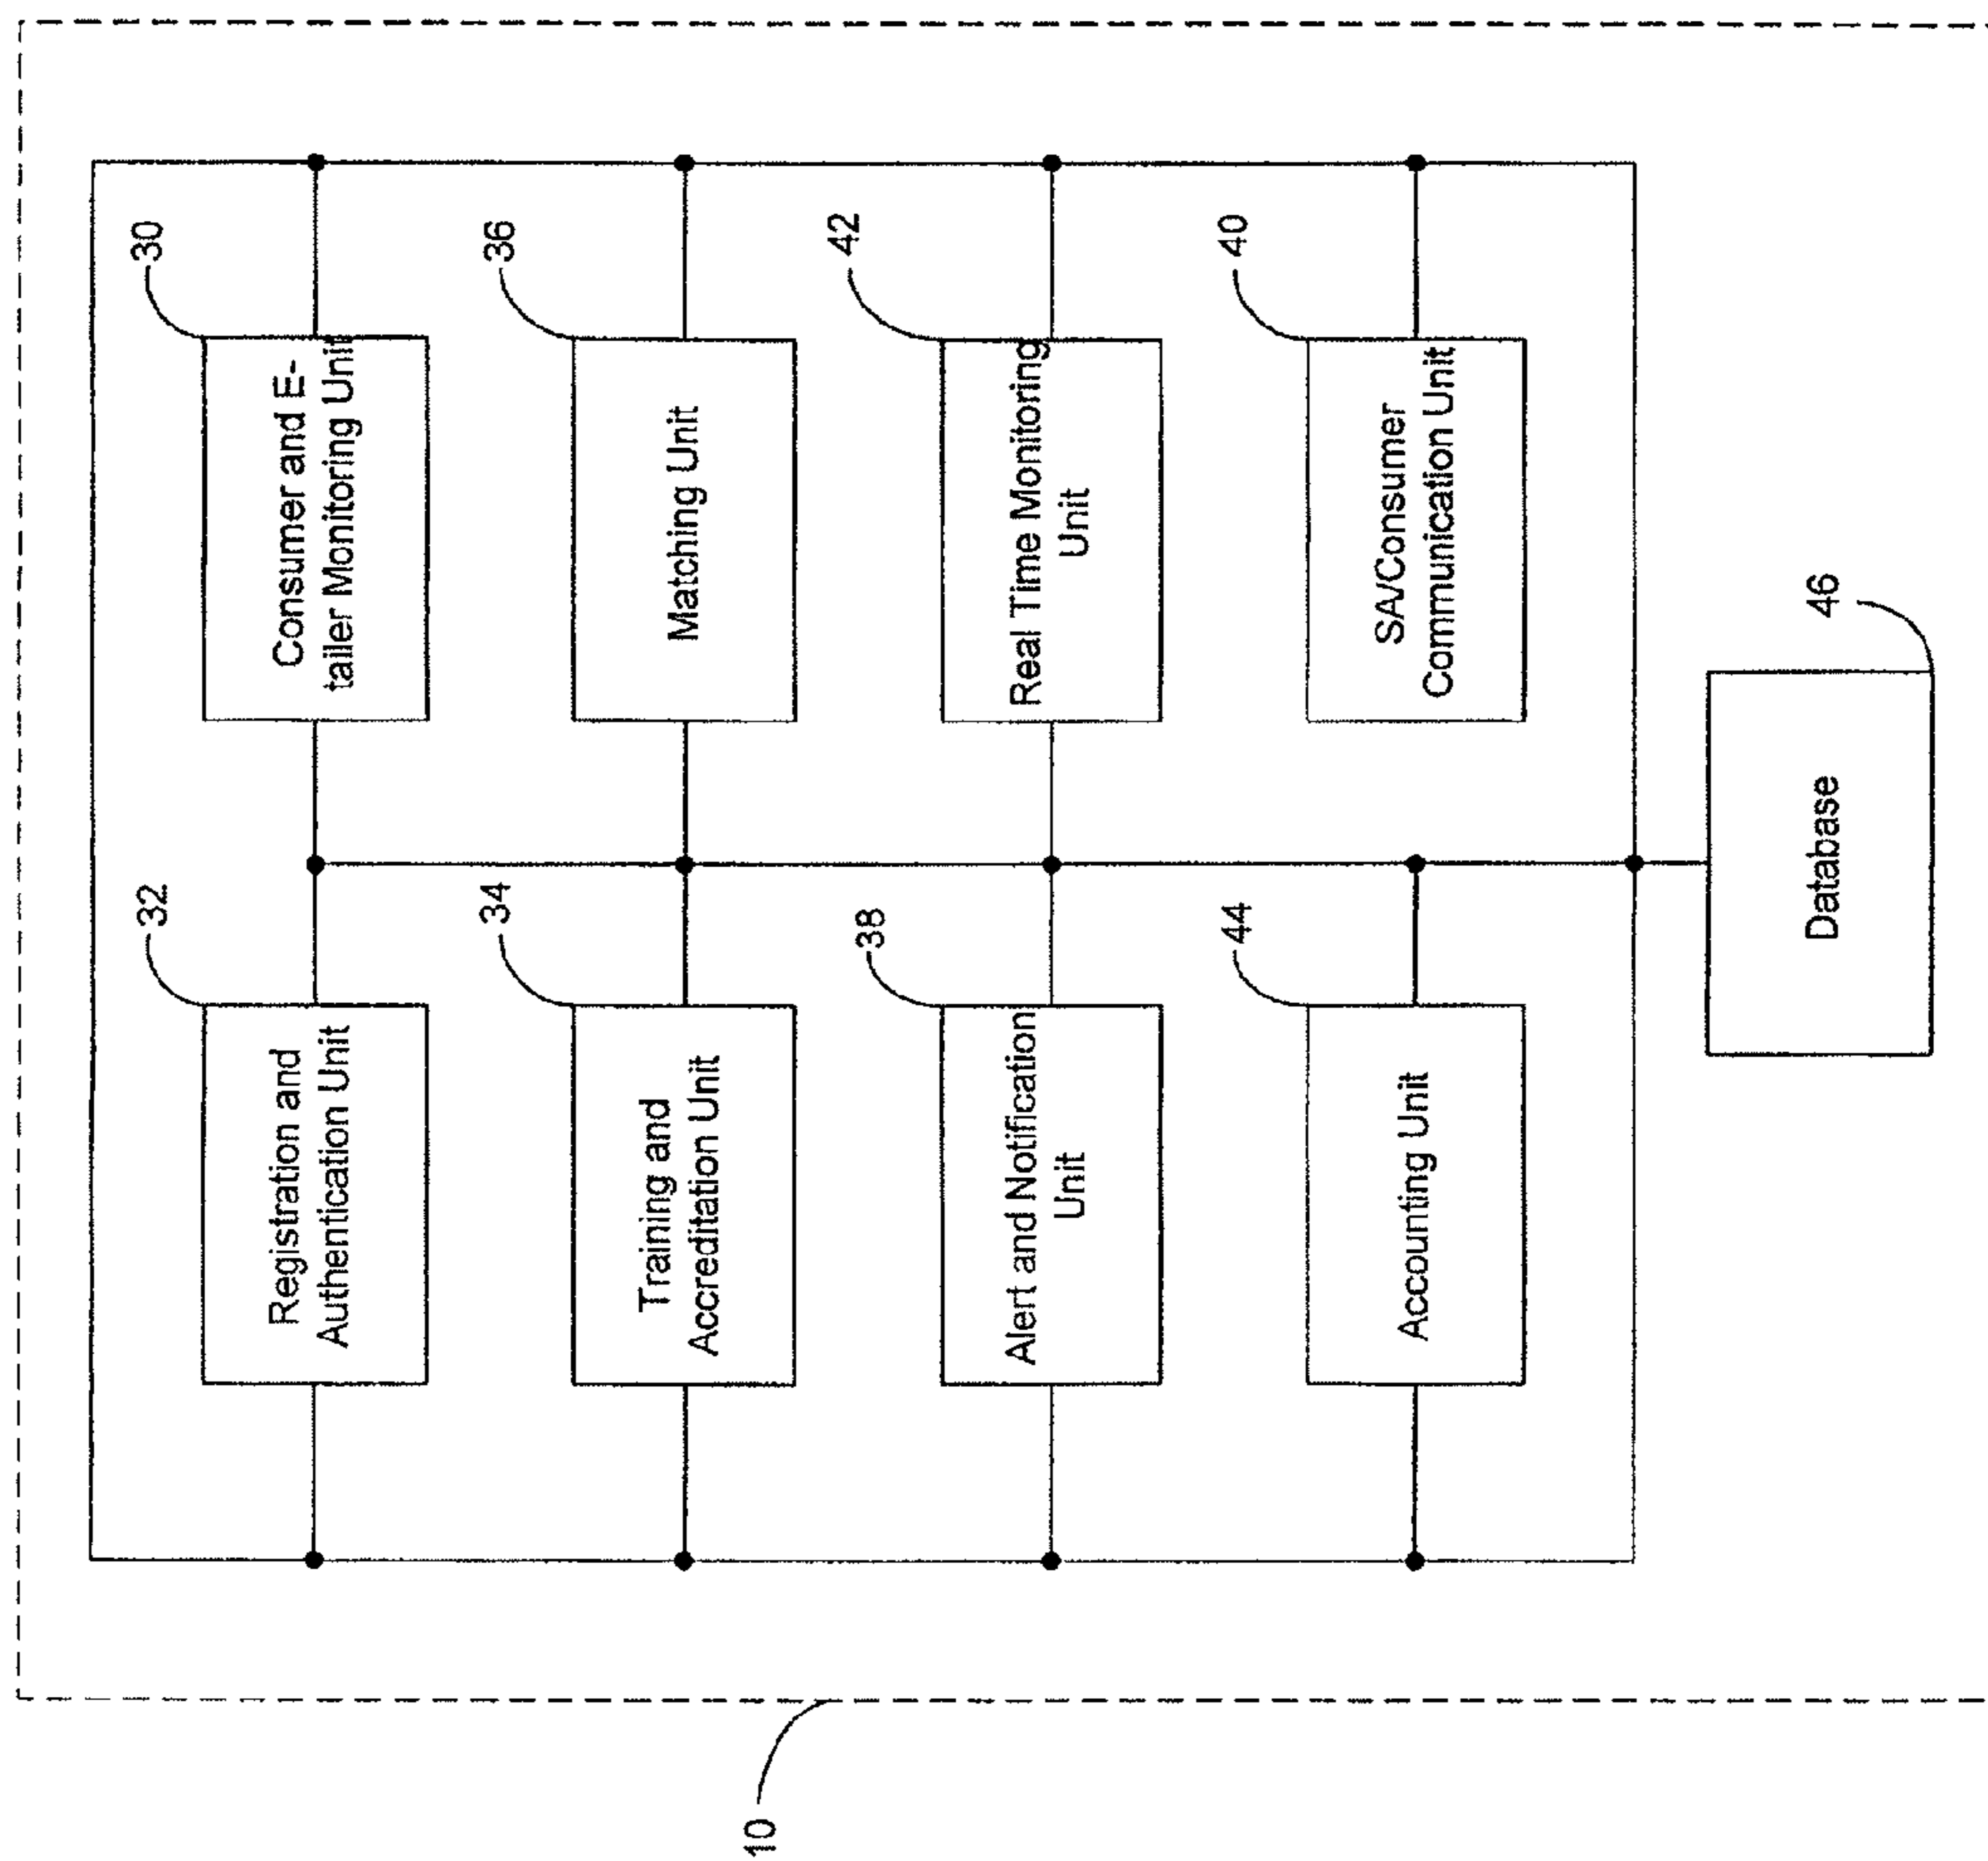 32
Registration and
Authentication Unit
30
Consumer and E-
tailer Monitoring Unit
34
Training and
Accreditation Unit
36
Matching Unit
10
38
Alert and Notification
Unit
42
Real Time Monitoring
Unit
44
Accounting Unit
40
SA/Consumer
Communication Unit
46
Database